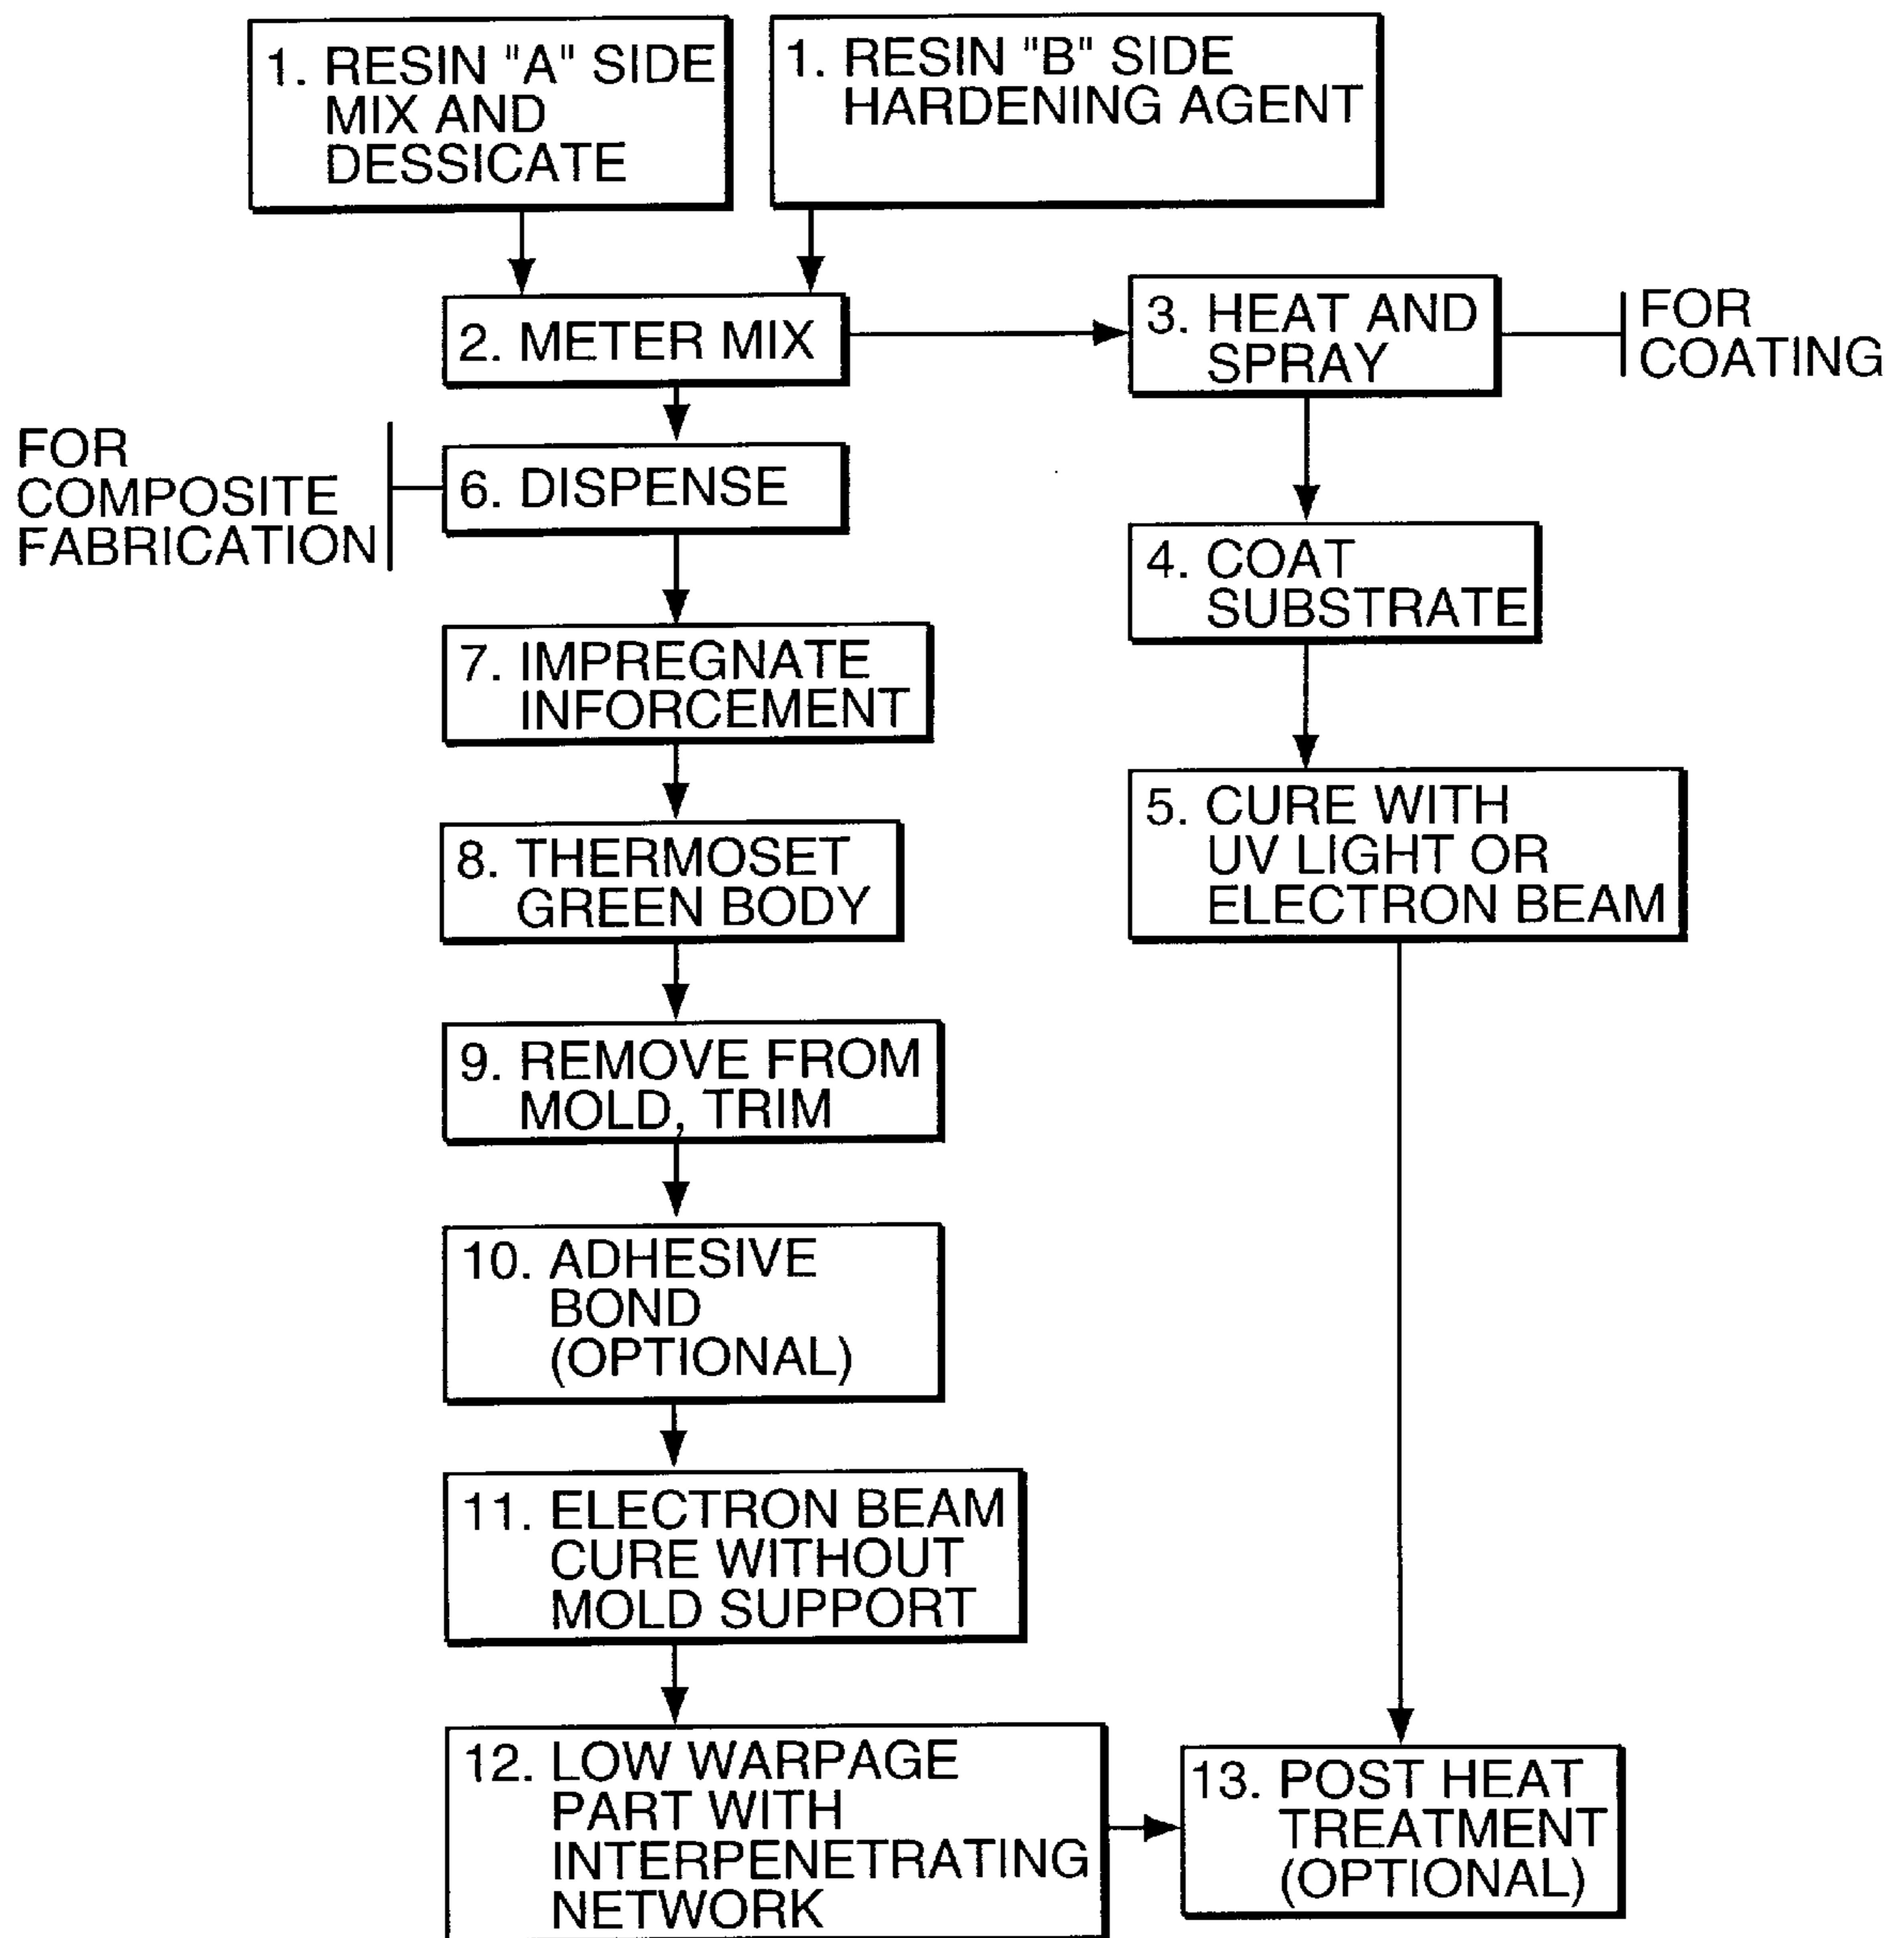 1. RESIN "A" SIDE
MIX AND
DESSICATE
1. RESIN "B" SIDE
HARDENING AGENT
2. METER MIX
3. HEAT AND
SPRAY
FOR
COATING
FOR
COMPOSITE
FABRICATION
6. DISPENSE
4. COAT
SUBSTRATE
7. IMPREGNATE
INFORCEMENT
5. CURE WITH
UV LIGHT OR
ELECTRON BEAM
8. THERMOSET
GREEN BODY
9. REMOVE FROM
MOLD, TRIM
10. ADHESIVE
BOND
(OPTIONAL)
11. ELECTRON BEAM
CURE WITHOUT
MOLD SUPPORT
12. LOW WARPAGE
PART WITH
INTERPENETRATING
NETWORK
13. POST HEAT
TREATMENT
(OPTIONAL)